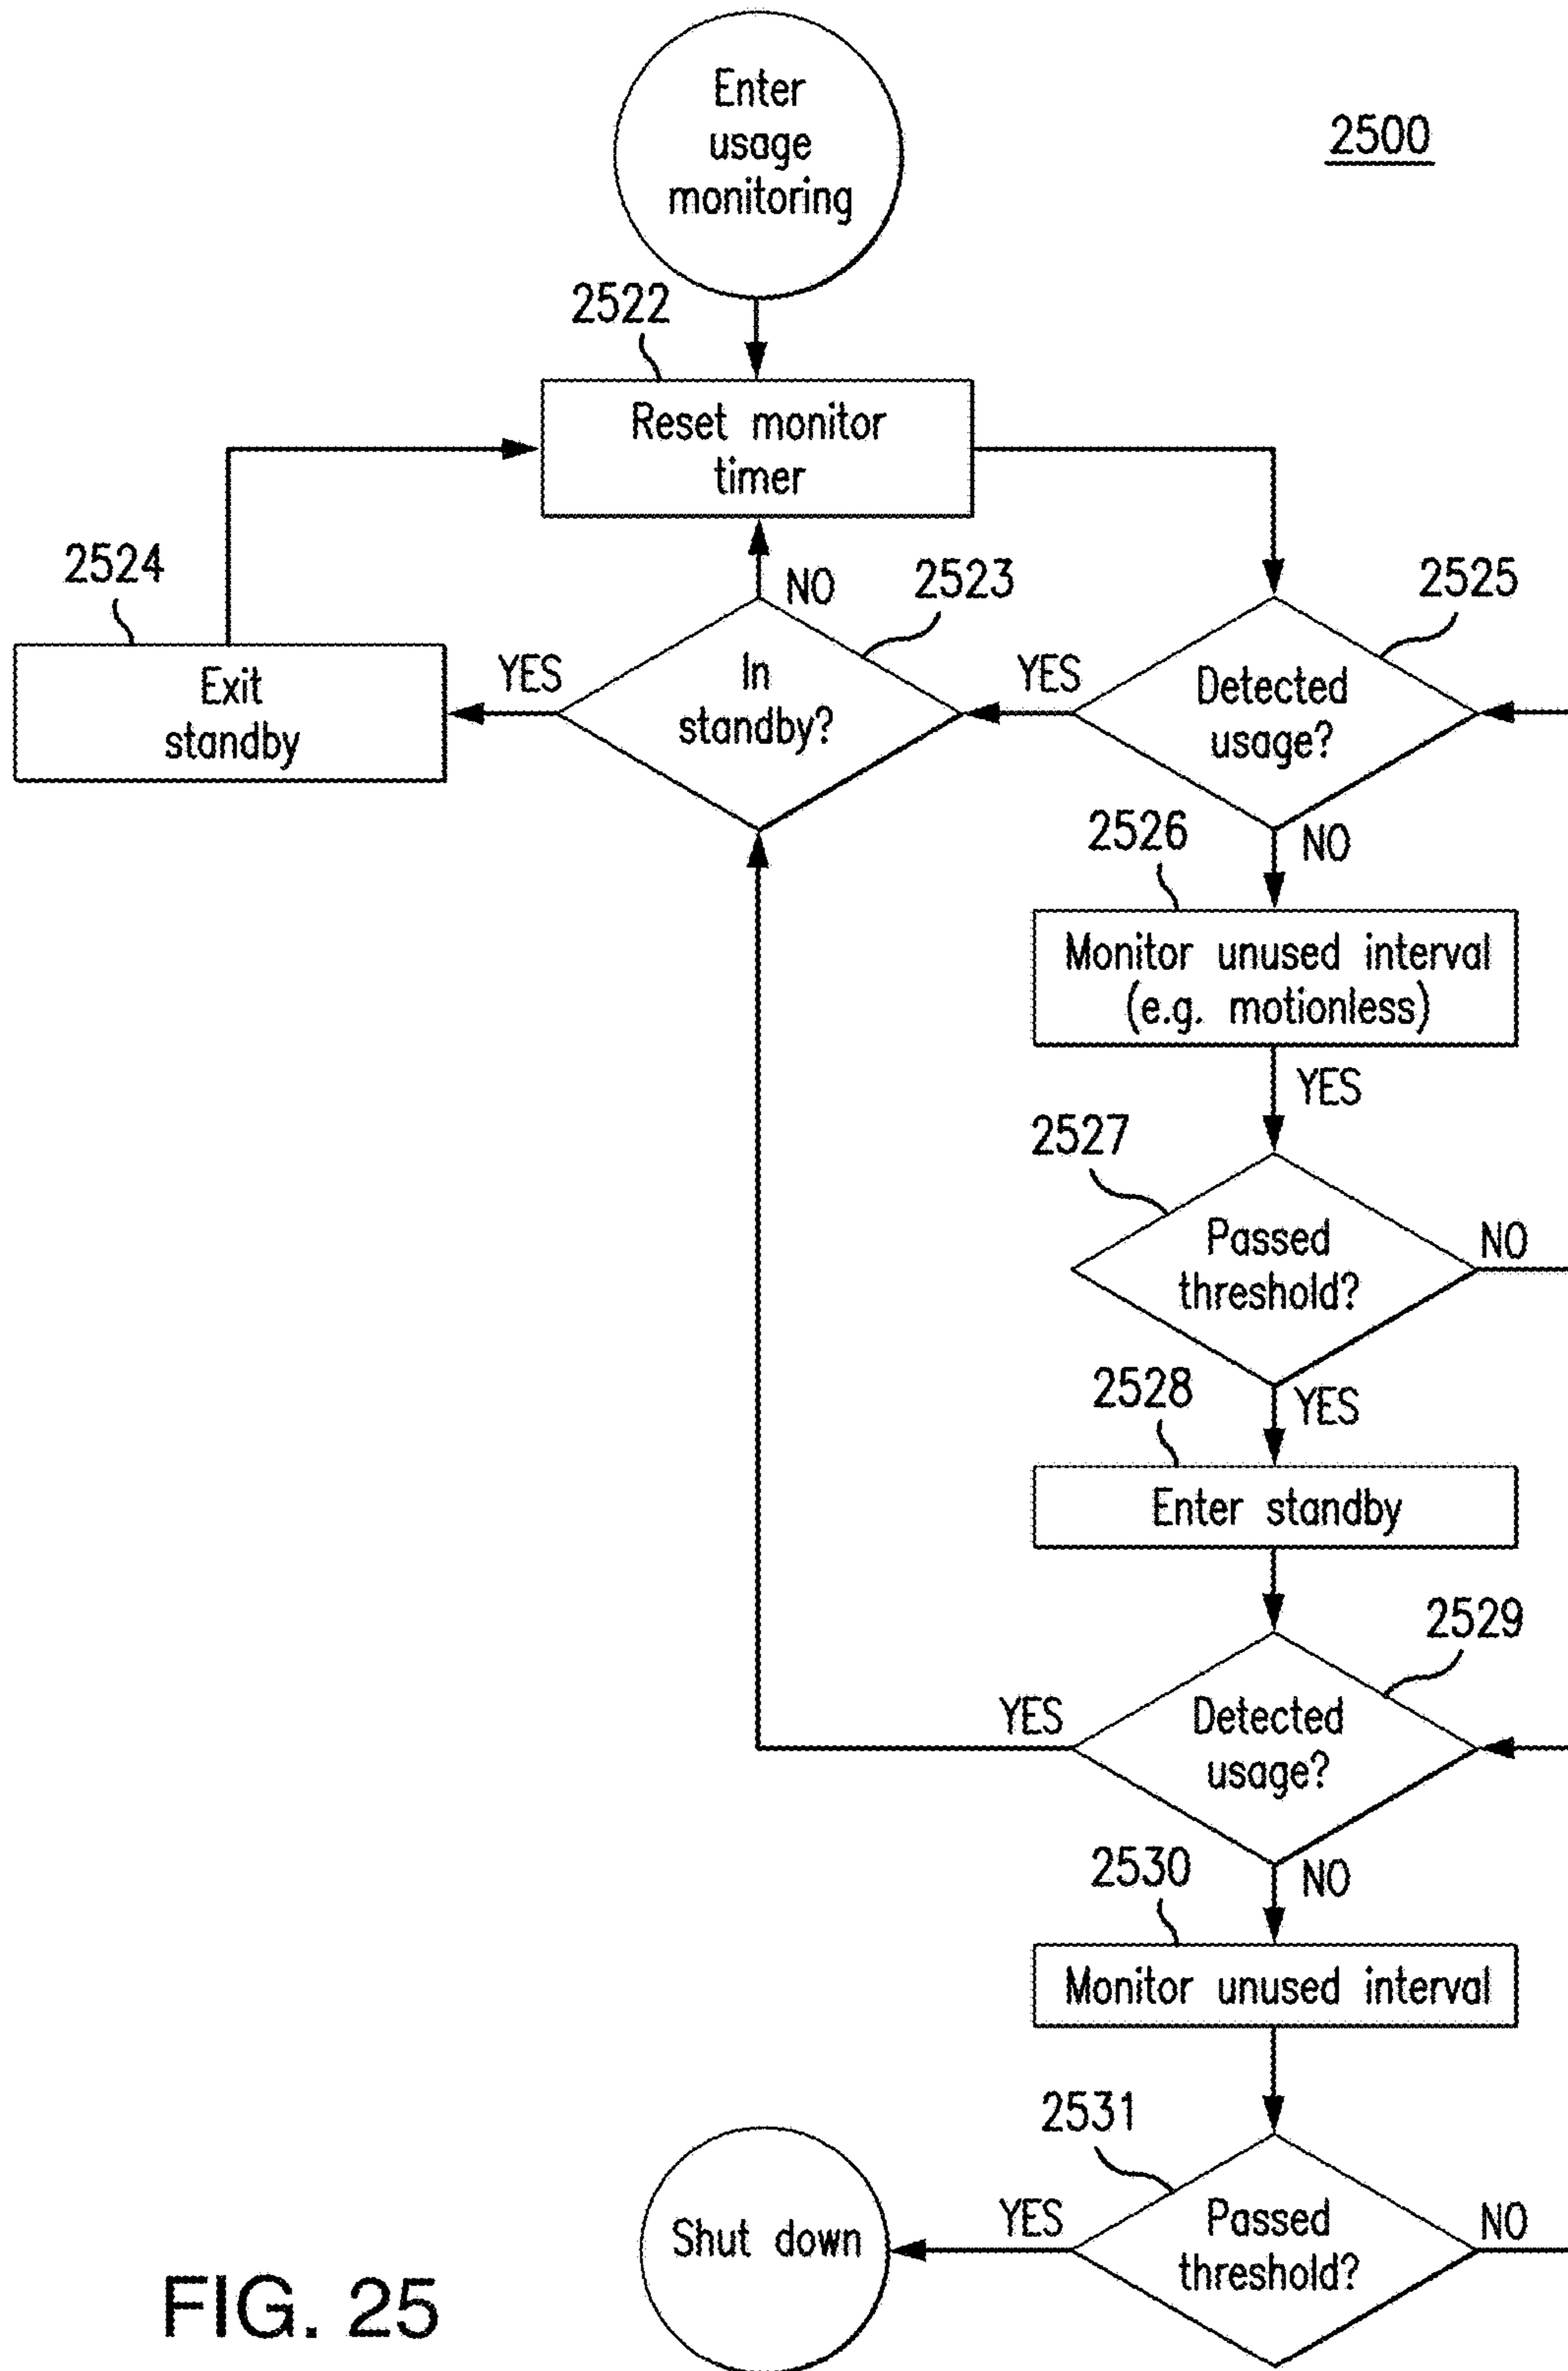 Enter
usage
monitoring
2500
2522
Reset monitor
timer
2524
NO
2523
2525
Exit
standby
YES
In
standby?
YES
Detected
usage?
2526
NO
Monitor unused interval
(e.g. motionless)
YES
2527
Passed
threshold?
NO
2528
YES
Enter standby
2529
YES
Detected
usage?
2530
NO
Monitor unused interval
2531
Shut down
YES
Passed
threshold?
NO
FIG. 25